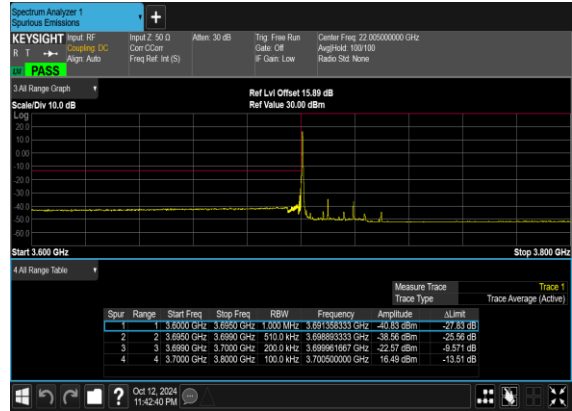 Spectrum Analyzer 1
Spurious Emissions
KEYSIGHT Input: RF Input Z: 50 Ω Atten: 30 dB Trig: Free Run Center Freq: 22.005000000 GHz
R T Coupling: DC Corr CCorr Gate: Off Avg|Hold: 100/100
Align: Auto Freq Ref: Int (S) IF Gain: Low Radio Std: None
LW PASS
3 All Range Graph
Ref Lvl Offset 15.89 dB
Scale/Div 10.0 dB Ref Value 30.00 dBm
Log
20.0
10.0
0.00
-10.0
-20.0
-30.0
-40.0
-50.0
-60.0
Start 3.600 GHz Stop 3.800 GHz
4 All Range Table
Measure Trace Trace 1
Trace Type Trace Average (Active)
Spur Range Start Freq Stop Freq RBW Frequency Amplitude ΔLimit
1 1 3.6000 GHz 3.6950 GHz 1.000 MHz 3.691358333 GHz -40.83 dBm -27.83 dB
2 2 3.6950 GHz 3.6990 GHz 510.0 kHz 3.698893333 GHz -38.56 dBm -25.56 dB
3 3 3.6990 GHz 3.7000 GHz 200.0 kHz 3.699961667 GHz -22.57 dBm -9.571 dB
4 4 3.7000 GHz 3.8000 GHz 100.0 kHz 3.700500000 GHz 16.49 dBm -13.51 dB
? Oct 12, 2024
11:42:40 PM